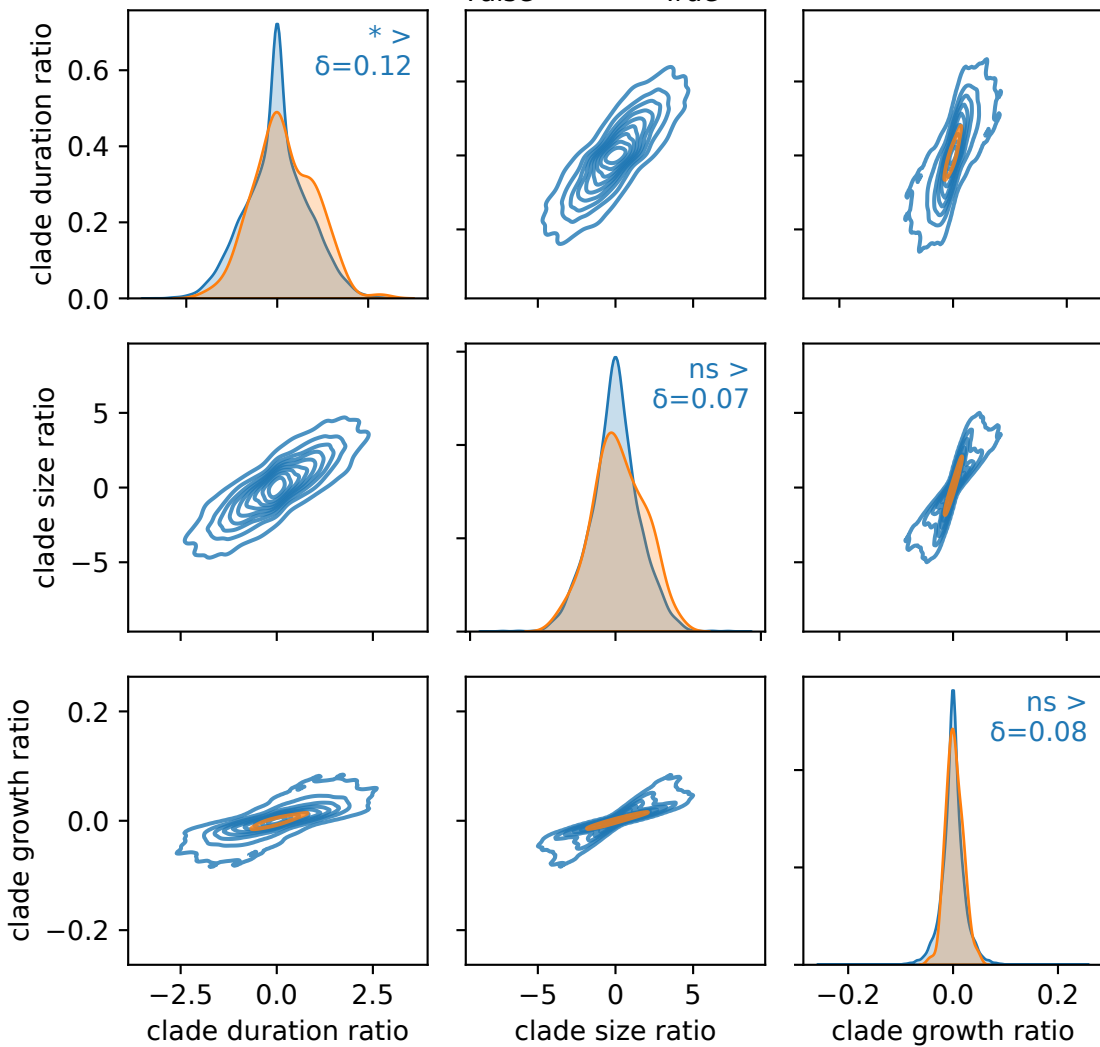 * >
δ=0.12
clade duration ratio
0.6
0.4
0.2
0.0
ns >
δ=0.07
clade size ratio
5
0
−5
ns >
δ=0.08
clade growth ratio
0.2
0.0
−0.2
−2.5 0.0 2.5 −5 0 5 −0.2 0.0 0.2
clade duration ratio clade size ratio clade growth ratio